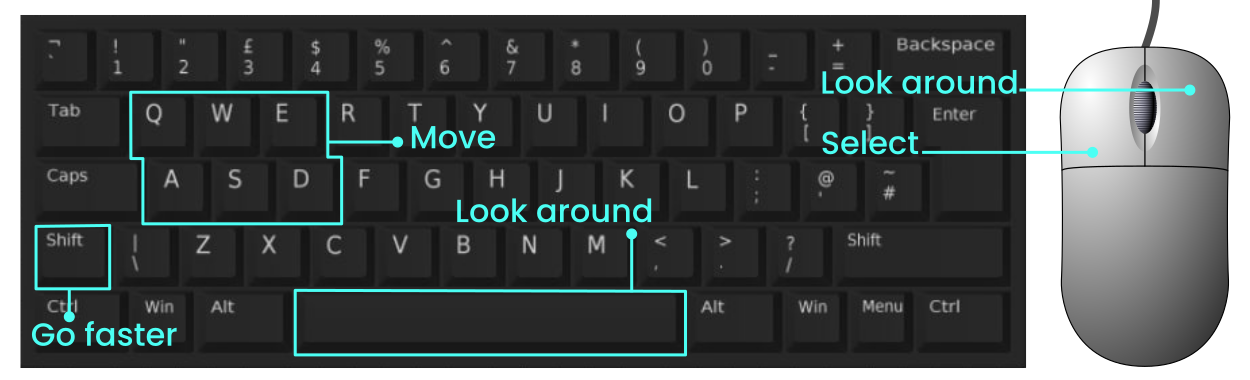 ¬ ! " £ $ % ^ & * ( ) _ + Backspace
` 1 2 3 4 5 6 7 8 9 0 - =
Look around
Tab Q W E R T Y U I O P { } Enter
[ ]
Move
Select
Caps A S D F G H J K L : @ ~
; ' #
Look around
Shift | Z X C V B N M < > ? Shift
\ , . /
Ctrl Win Alt Alt Win Menu Ctrl
Go faster